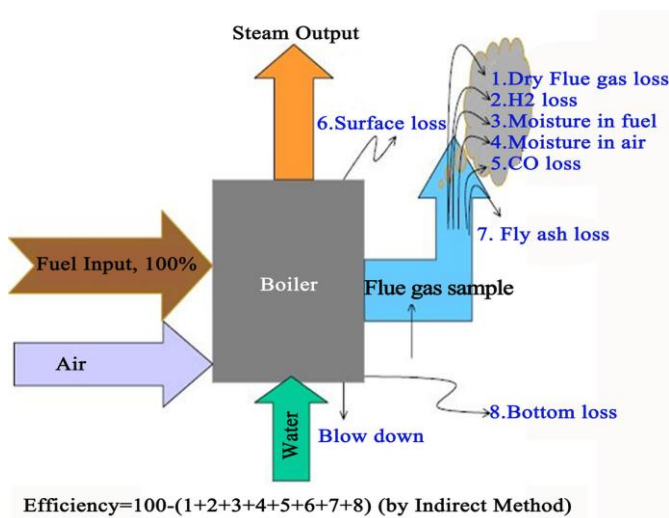 Steam Output
1.Dry Flue gas loss
2.H2 loss
3.Moisture in fuel
4.Moisture in air
5.CO loss
6.Surface loss
7. Fly ash loss
Fuel Input, 100%
Boiler
Flue gas sample
Air
Water
Blow down
8.Bottom loss
Efficiency=100-(1+2+3+4+5+6+7+8) (by Indirect Method)